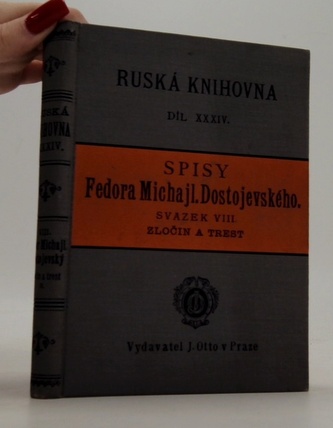 RUSKÁ KNIHOVNA
DÍL XXXIV.
SPISY
Fedora Michajl. Dostojevského.
SVAZEK VIII.
ZLOČIN A TREST
Vydavatel J. Otto v Praze
RUSKÁ
KNIHOVNA
XXXIV.